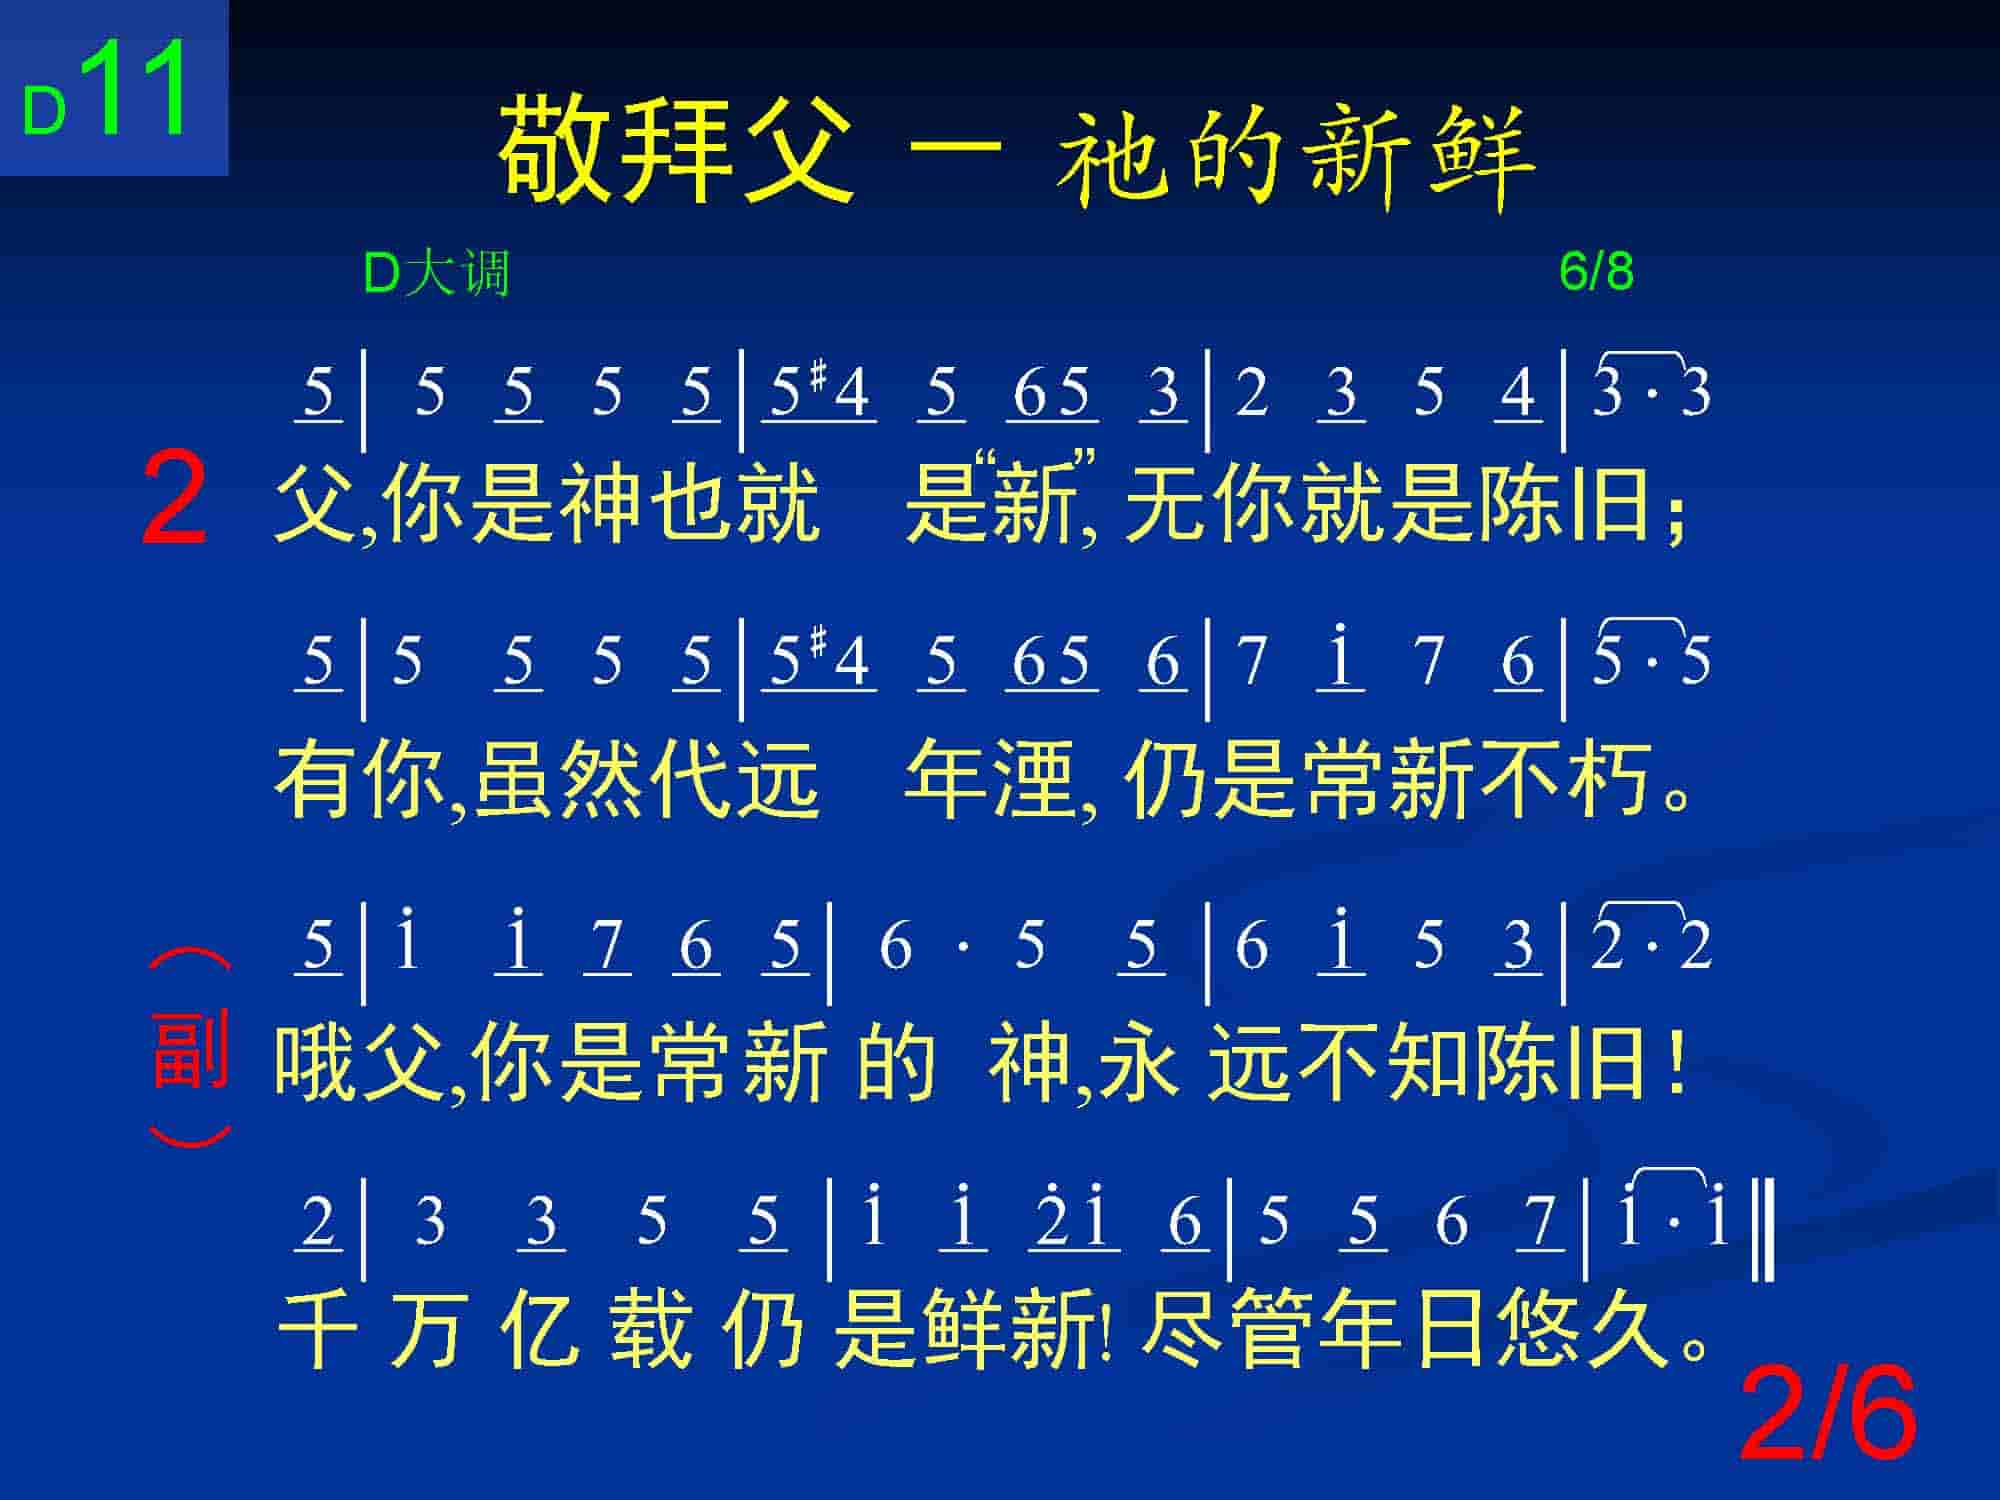 D11
敬拜父 － 祂的新鲜
D大调 6/8
5 | 5 5 5 5 | 5 #4 5 6 5 3 | 2 3 5 4 | 3 · 3
2 父,你是神也就 是“新”, 无你就是陈旧；
5 | 5 5 5 5 | 5 #4 5 6 5 6 | 7 i 7 6 | 5 · 5
有你,虽然代远 年湮, 仍是常新不朽。
5 | i i 7 6 5 | 6 · 5 5 | 6 i 5 3 | 2 · 2
（副） 哦父,你是常新 的 神,永 远不知陈旧！
2 | 3 3 5 5 | i i 2̇ i 6 | 5 5 6 7 | i · i ‖
千 万 亿 载 仍 是鲜新! 尽管年日悠久。
2/6